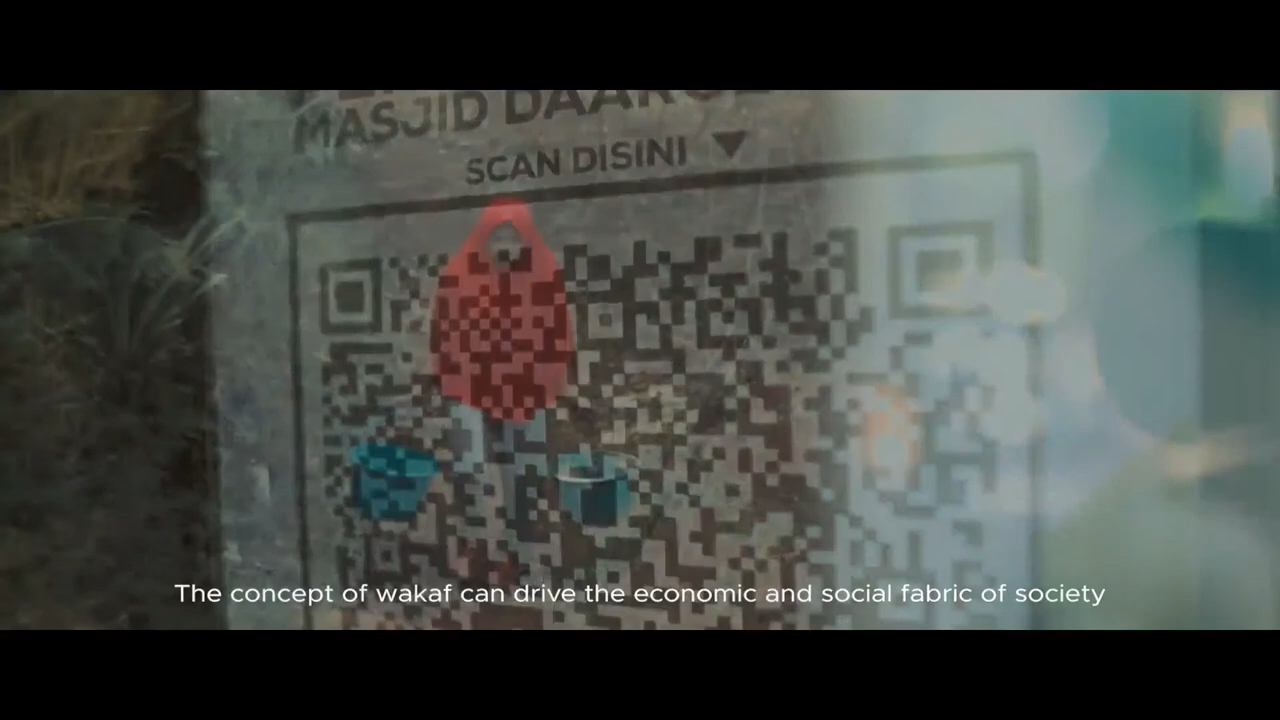 MASJID
SCAN DISINI
The concept of wakaf can drive the economic and social fabric of society